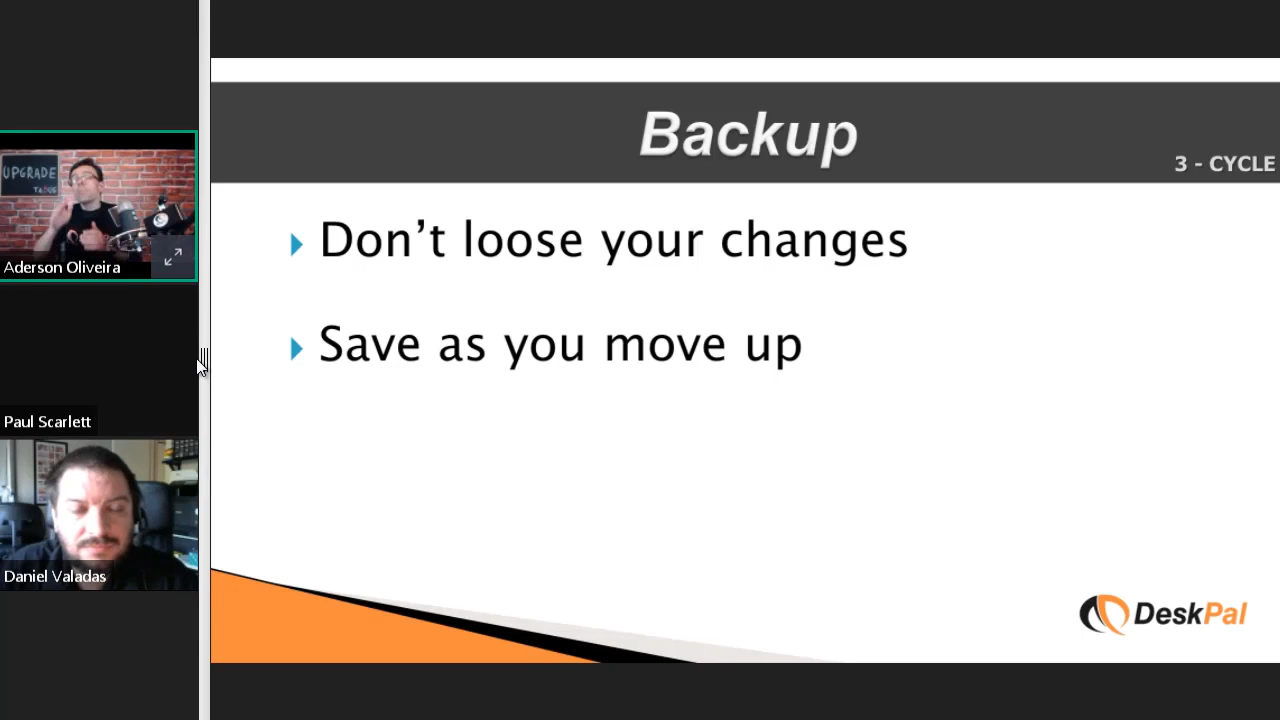 Backup
3 - CYCLE
UPGRADE
Aderson Oliveira
Don’t loose your changes
Save as you move up
Paul Scarlett
Daniel Valadas
DeskPal